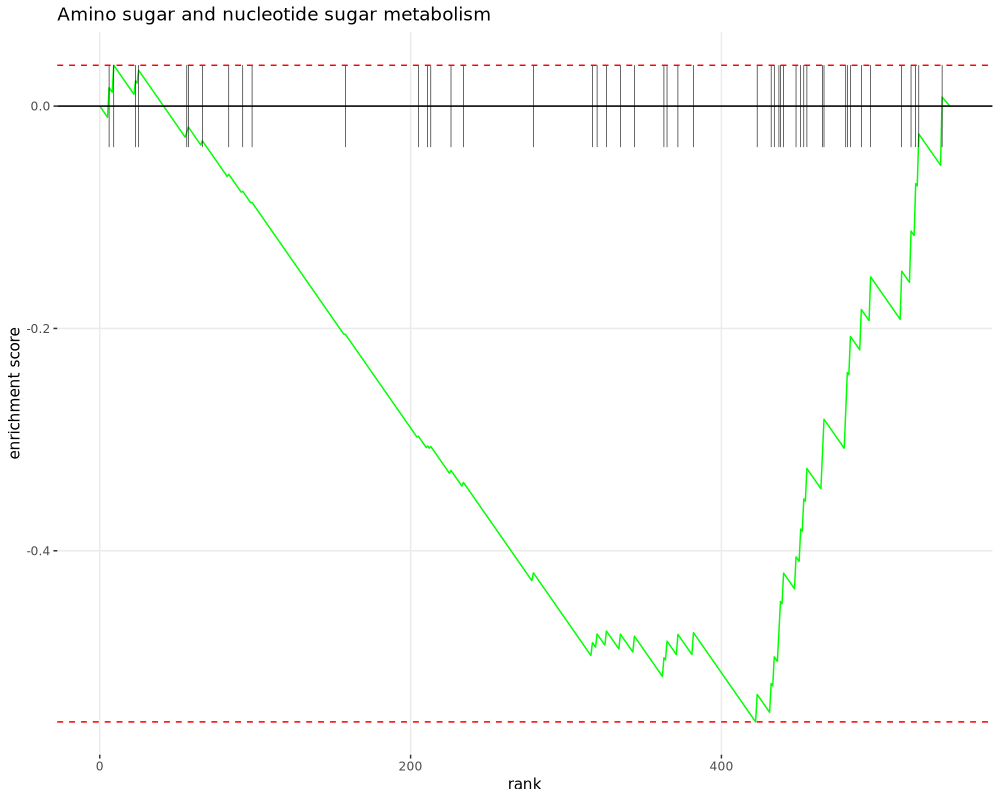 Amino sugar and nucleotide sugar metabolism
0.0
-0.2
-0.4
enrichment score
0
200
400
rank